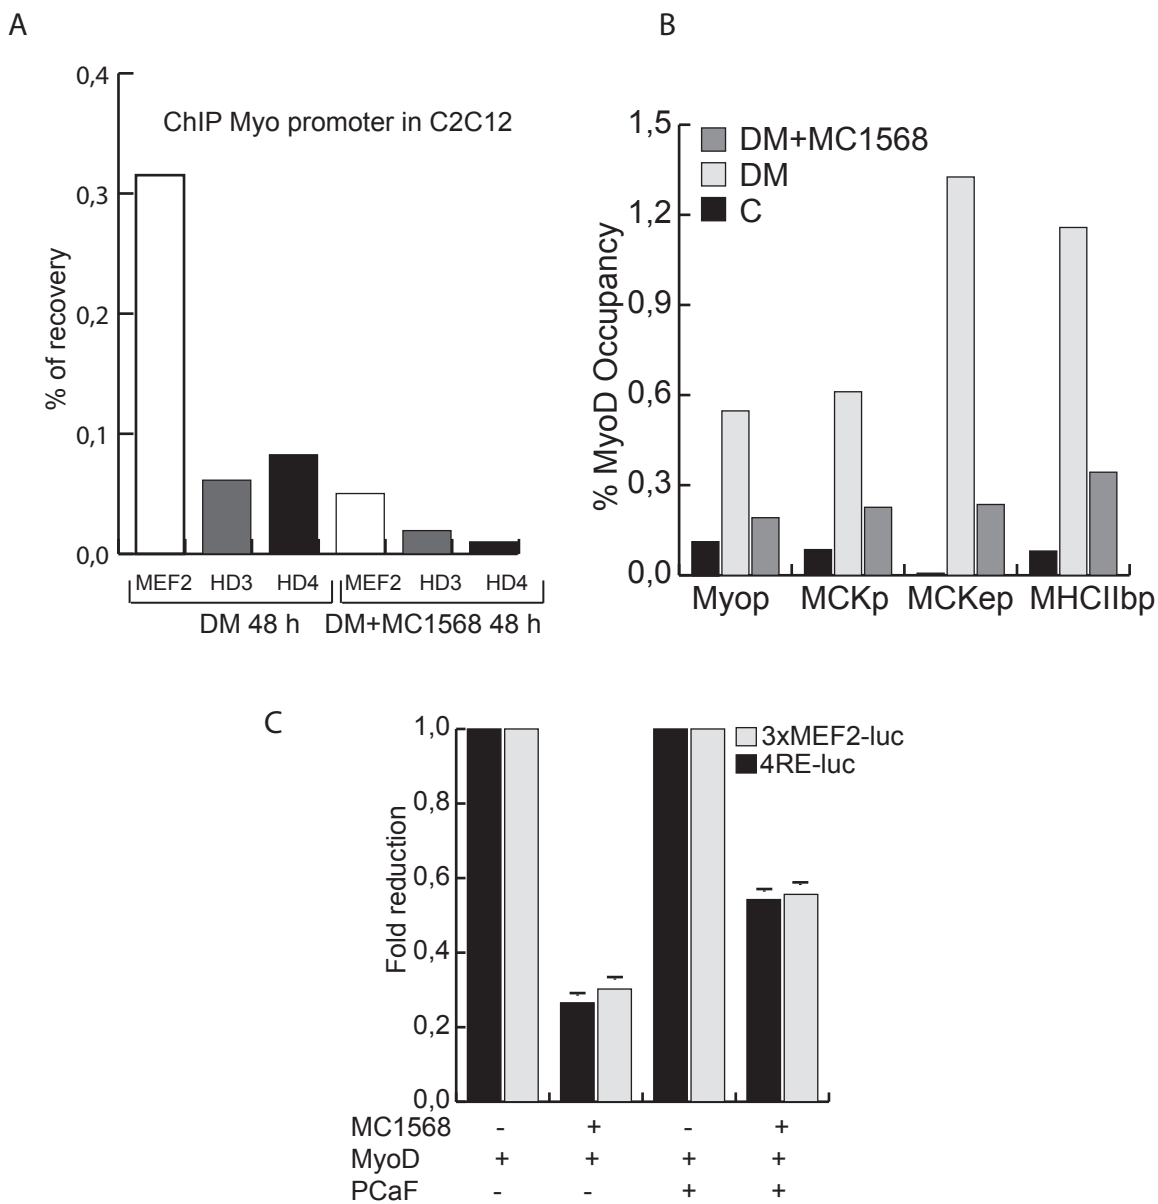 A
ChIP Myo promoter in C2C12
% of recovery
0,4
0,3
0,2
0,1
0,0
MEF2 HD3 HD4 MEF2 HD3 HD4
DM 48 h DM+MC1568 48 h
B
% MyoD Occupancy
1,5
1,2
0,9
0,6
0,3
0,0
DM+MC1568
DM
C
Myop MCKp MCKep MHCIIbp
C
Fold reduction
1,0
0,8
0,6
0,4
0,2
0,0
3xMEF2-luc
4RE-luc
MC1568 - + - +
MyoD + + + +
PCaF - - + +